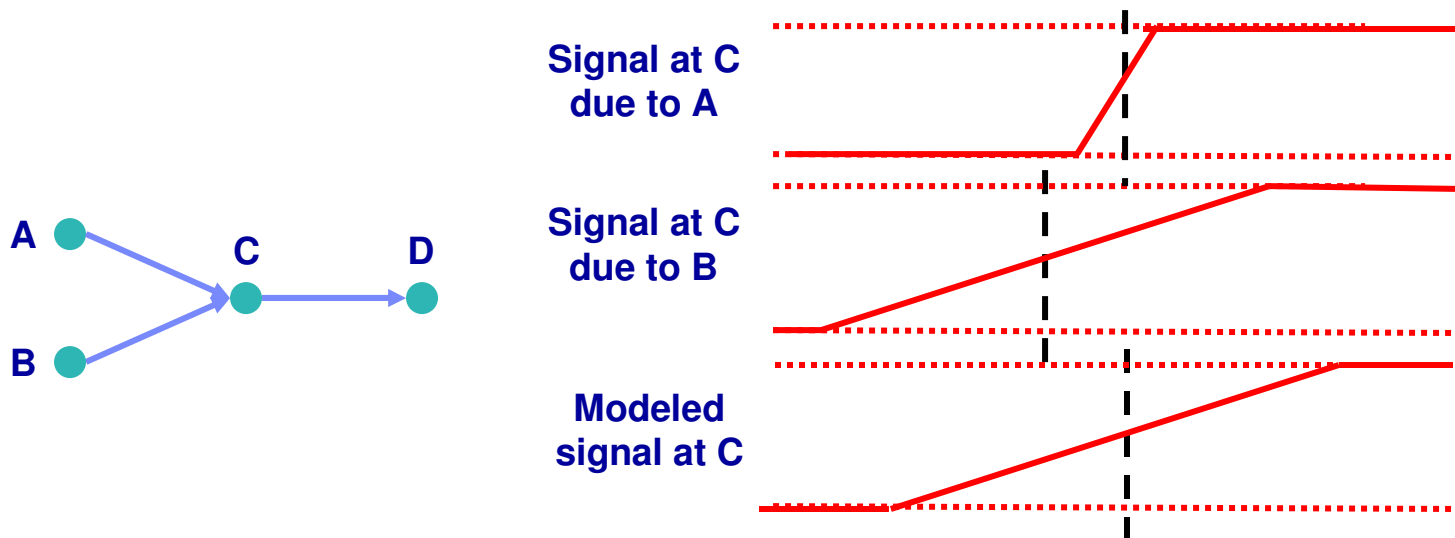 A
B
C
D
Signal at C
due to A
Signal at C
due to B
Modeled
signal at C